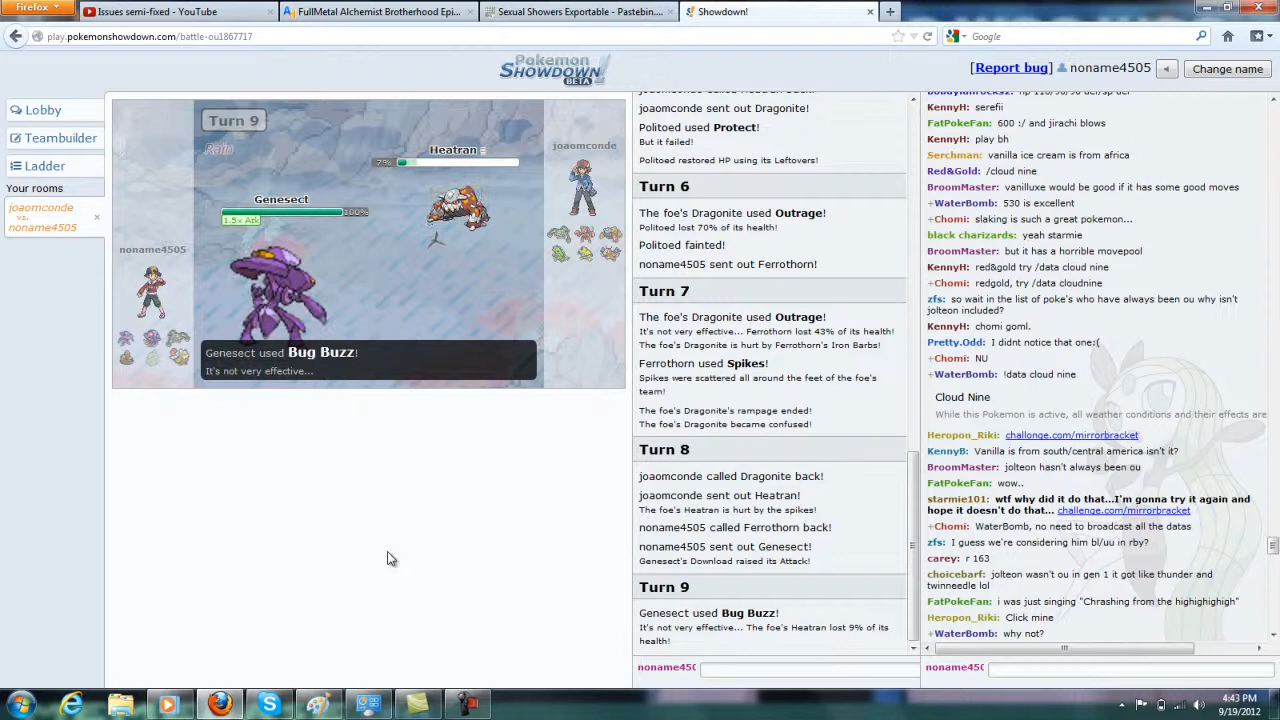 Firefox
Issues semi-fixed - YouTube
FullMetal Alchemist Brotherhood Epi...
Sexual Showers Exportable - Pastebin....
Showdown!
play.pokemonshowdown.com/battle-ou1867717
Google
Pokemon
SHOWDOWN!
BETA
[Report bug]
noname4505
Change name
Lobby
Teambuilder
Ladder
Your rooms
joaomconde
vs.
noname4505
Turn 9
Rain
Heatran
7%
joaomconde
Genesect
100%
1.5× Atk
noname4505
Genesect used Bug Buzz!
It's not very effective...
joaomconde sent out Dragonite!
Politoed used Protect!
But it failed!
Politoed restored HP using its Leftovers!
Turn 6
The foe's Dragonite used Outrage!
Politoed lost 70% of its health!
Politoed fainted!
noname4505 sent out Ferrothorn!
Turn 7
The foe's Dragonite used Outrage!
It's not very effective... Ferrothorn lost 43% of its health!
The foe's Dragonite is hurt by Ferrothorn's Iron Barbs!
Ferrothorn used Spikes!
Spikes were scattered all around the feet of the foe's
team!
The foe's Dragonite's rampage ended!
The foe's Dragonite became confused!
Turn 8
joaomconde called Dragonite back!
joaomconde sent out Heatran!
The foe's Heatran is hurt by the spikes!
noname4505 called Ferrothorn back!
noname4505 sent out Genesect!
Genesect's Download raised its Attack!
Turn 9
Genesect used Bug Buzz!
It's not very effective... The foe's Heatran lost 9% of its
health!
noname450
KennyH: serefii
FatPokeFan: 600 :/ and jirachi blows
KennyH: play bh
Serchman: vanilla ice cream is from africa
Red&Gold: /cloud nine
BroomMaster: vanilluxe would be good if it has some good moves
+WaterBomb: 530 is excellent
+Chomi: slaking is such a great pokemon...
black charizards: yeah starmie
BroomMaster: but it has a horrible movepool
KennyH: red&gold try /data cloud nine
+Chomi: redgold, try /data cloudnine
zfs: so wait in the list of poke's who have always been ou why isn't
jolteon included?
KennyH: chomi goml.
Pretty.Odd: I didnt notice that one:(
+Chomi: NU
+WaterBomb: !data cloud nine
Cloud Nine
While this Pokemon is active, all weather conditions and their effects are
Heropon_Riki: challonge.com/mirrorbracket
KennyB: Vanilla is from south/central america isn't it?
BroomMaster: jolteon hasn't always been ou
FatPokeFan: wow..
starmie101: wtf why did it do that...I'm gonna try it again and
hope it doesn't do that... challonge.com/mirrorbracket
+Chomi: WaterBomb, no need to broadcast all the datas
zfs: I guess we're considering him bl/uu in rby?
carey: r 163
choicebarf: jolteon wasn't ou in gen 1 it got like thunder and
twinneedle lol
FatPokeFan: i was just singing "Chrashing from the highighighigh"
Heropon_Riki: Click mine
+WaterBomb: why not?
noname450
4:43 PM
9/19/2012